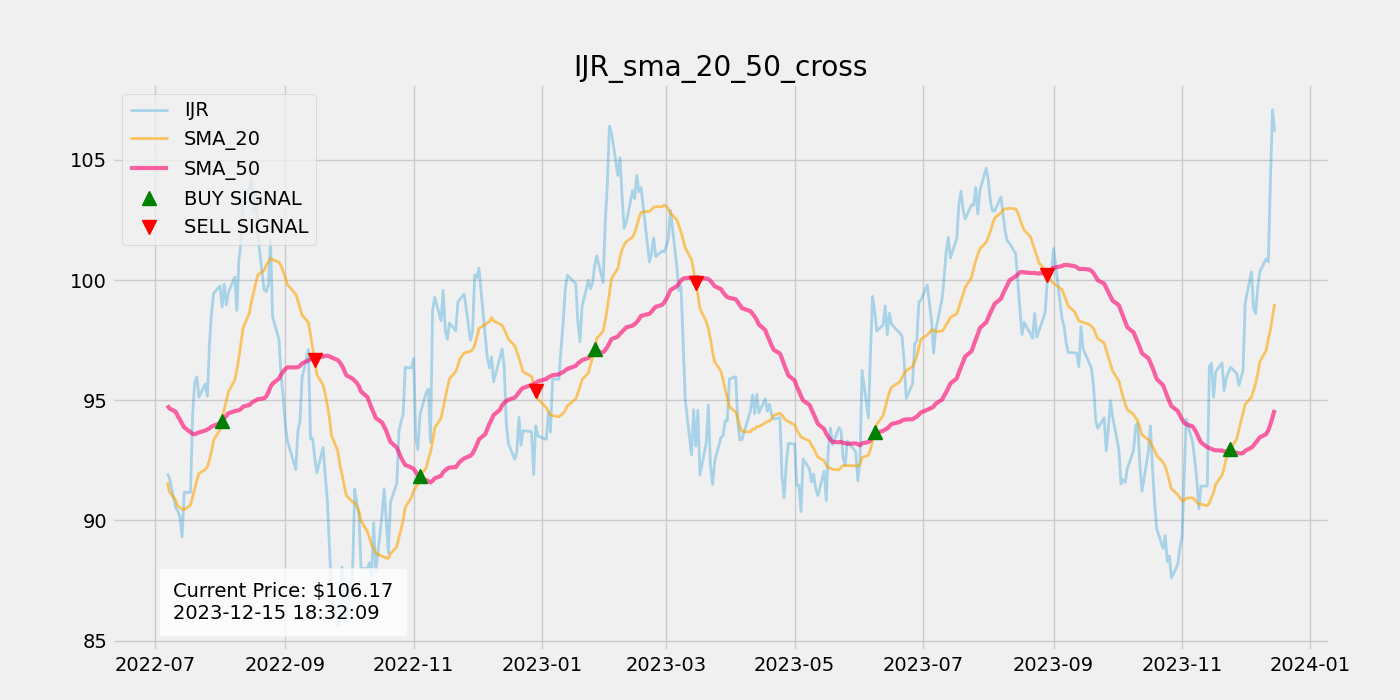 IJR_sma_20_50_cross
IJR
SMA_20
SMA_50
BUY SIGNAL
SELL SIGNAL
105
100
95
90
85
Current Price: $106.17
2023-12-15 18:32:09
2022-07 2022-09 2022-11 2023-01 2023-03 2023-05 2023-07 2023-09 2023-11 2024-01